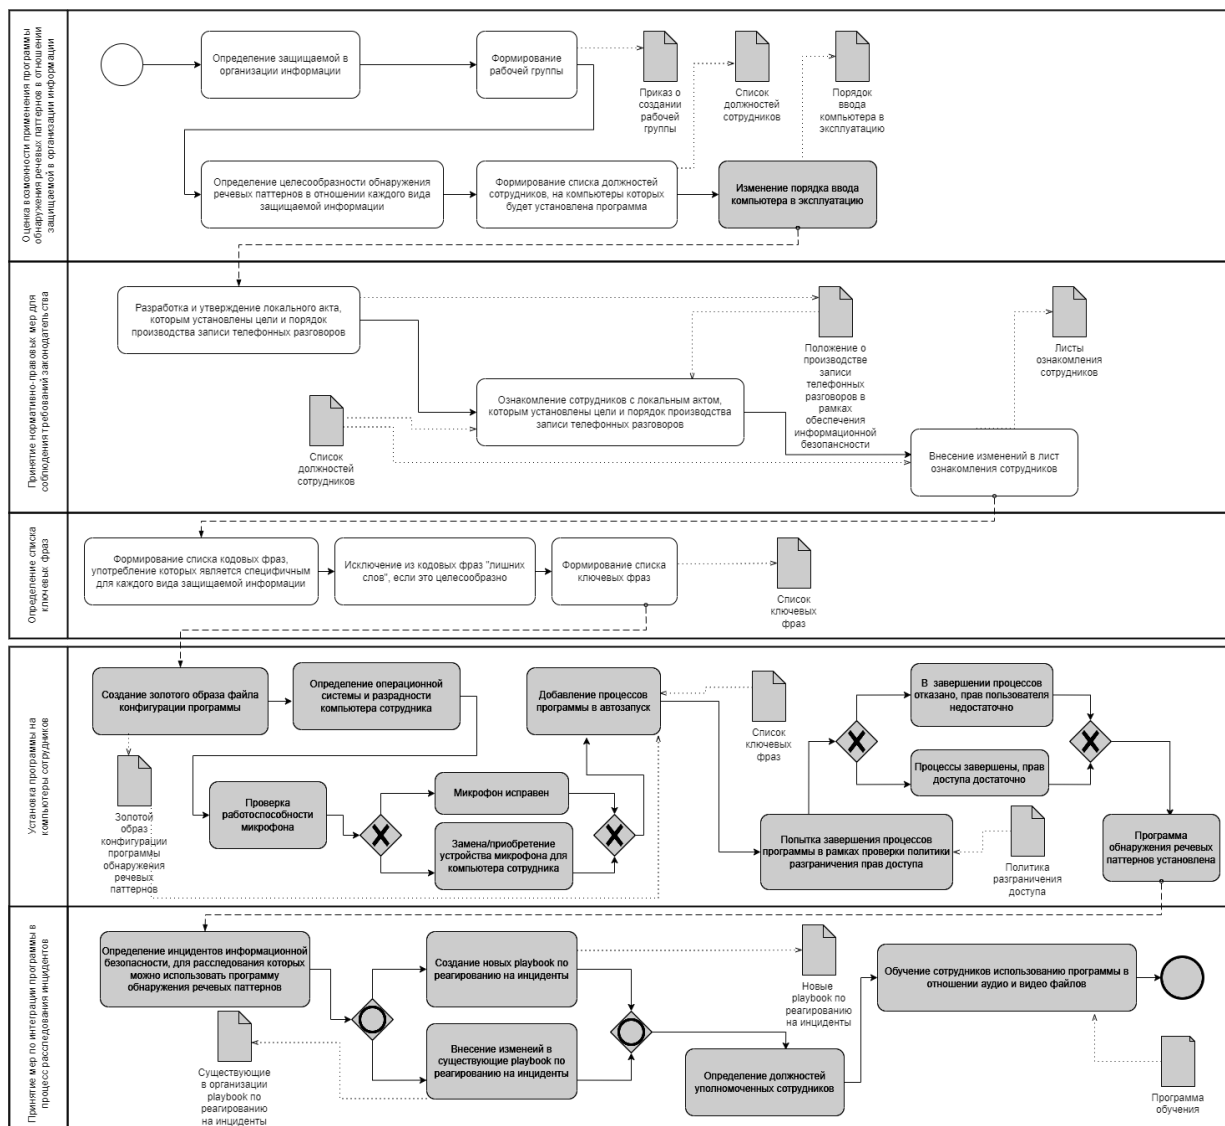 Оценка возможности применения программы
обнаружения речевых паттернов в отношении
защищаемой в организации информации
Определение защищаемой в
организации информации
Формирование
рабочей группы
Приказ о
создании
рабочей
группы
Список
должностей
сотрудников
Порядок
ввода
компьютера в
эксплуатацию
Определение целесообразности обнаружения
речевых паттернов в отношении каждого вида
защищаемой информации
Формирование списка должностей
сотрудников, на компьютеры которых
будет установлена программа
Изменение порядка ввода
компьютера в эксплуатацию
Принятие нормативно-правовых мер для
соблюдения требований законодательства
Разработка и утверждение локального акта,
которым установлены цели и порядок
производства записи телефонных разговоров
Положение о
производстве
записи
телефонных
разговоров в
рамках
обеспечения
информационной
безопансности
Листы
ознакомления
сотрудников
Ознакомление сотрудников с локальным актом,
которым установлены цели и порядок производства
записи телефонных разговоров
Список
должностей
сотрудников
Внесение изменений в лист
ознакомления сотрудников
Определение списка
ключевых фраз
Формирование списка кодовых фраз,
употребление которых является специфичным
для каждого вида защищаемой информации
Исключение из кодовых фраз "лишних
слов", если это целесообразно
Формирование списка
ключевых фраз
Список
ключевых
фраз
Установка программы на
компьютеры сотрудников
Создание золотого образа файла
конфигурации программы
Определение операционной
системы и разрадности
компьютера сотрудника
Добавление процессов
программы в автозапуск
Список
ключевых
фраз
В завершении процессов
отказано, прав пользователя
недостаточно
Процессы завершены, прав
доступа достаточно
Золотой
образ
конфигурации
программы
обнаружения
речевых
паттернов
Проверка
работоспособности
микрофона
Микрофон исправен
Замена/приобретение
устройства микрофона для
компьютера сотрудника
Попытка завершения процессов
программы в рамках проверки политики
разграничения прав доступа
Политика
разграничения
доступа
Программа
обнаружения речевых
паттернов установлена
Принятие мер по интеграции программы в
процесс расследования инцидентов
Определение инцидентов информационной
безопасности, для расследования которых
можно использовать программу
обнаружения речевых паттернов
Создание новых playbook по
реагированию на инциденты
Новые
playbook по
реагированию
на инциденты
Обучение сотрудников использованию программы в
отношении аудио и видео файлов
Существующие
в организации
playbook по
реагированию
на инциденты
Внесение изменеий в
существующие playbook по
реагированию на инциденты
Определение должностей
уполномоченных сотрудников
Программа
обучения